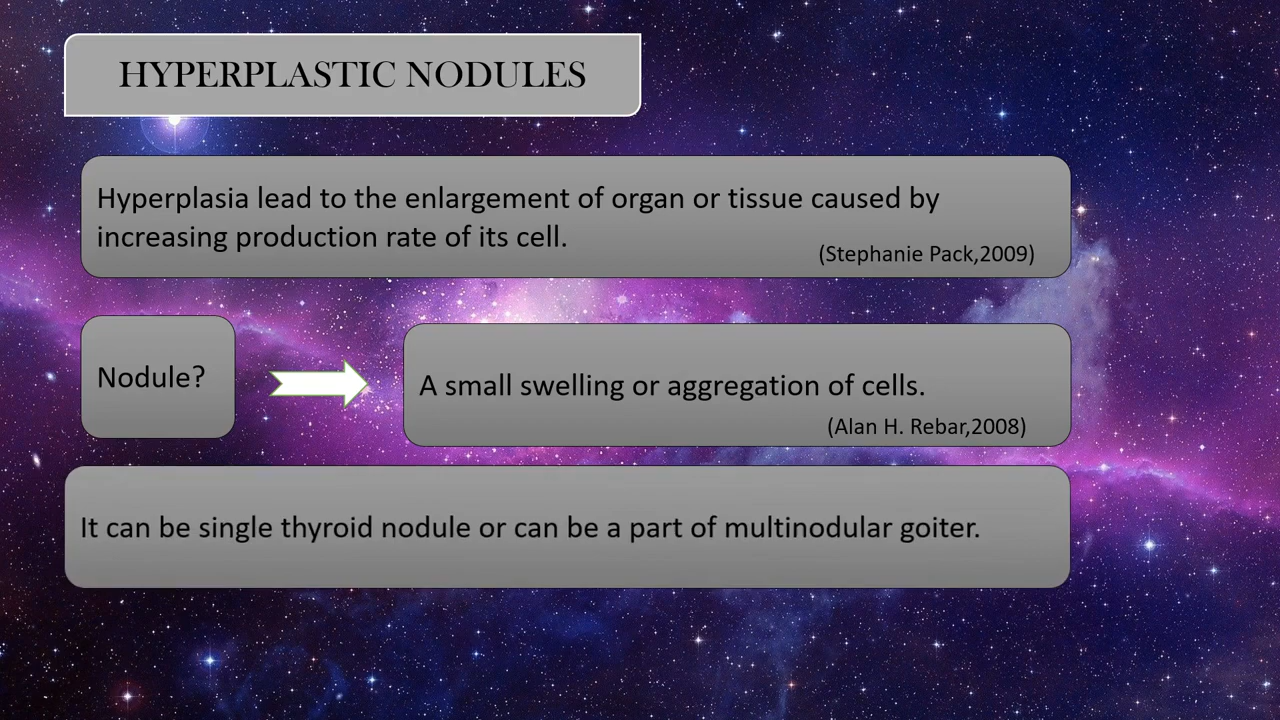 HYPERPLASTIC NODULES
Hyperplasia lead to the enlargement of organ or tissue caused by
increasing production rate of its cell.
(Stephanie Pack,2009)
Nodule?
A small swelling or aggregation of cells.
(Alan H. Rebar,2008)
It can be single thyroid nodule or can be a part of multinodular goiter.